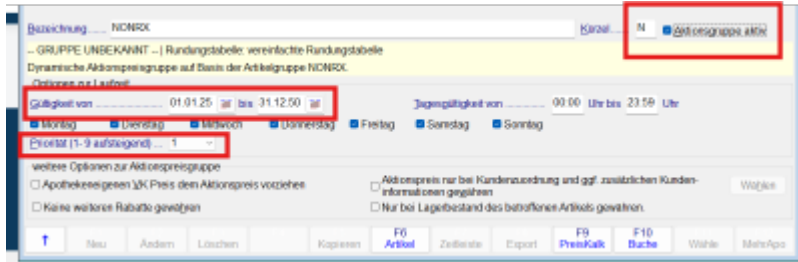 Bezeichnung ...... NONRX Kürzel ...... N Aktionsgruppe aktiv
-- GRUPPE UNBEKANNT -- | Rundungstabelle: vereinfachte Rundungstabelle
Dynamische Aktionspreisgruppe auf Basis der Artikelgruppe NONRX.
Optionen zur Laufzeit
Gültigkeit von ...... 01.01.25 bis 31.12.50 Tagesgültigkeit von ...... 00:00 Uhr bis 23:59 Uhr
Montag Dienstag Mittwoch Donnerstag Freitag Samstag Sonntag
Priorität (1- 9 aufsteigend) ... 1
weitere Optionen zur Aktionspreisgruppe
Apothekeneigenen VK Preis dem Aktionspreis vorziehen Aktionspreis nur bei Kundenzuordnung und ggf. zusätzlichen Kunden-
informationen gewähren Wählen
Keine weiteren Rabatte gewähren Nur bei Lagerbestand des betroffenen Artikels gewähren.
F6 F9 F10
Neu Ändern Löschen Kopieren Artikel Zeitleiste Export PreisKalk Buche Wähle MehrApo